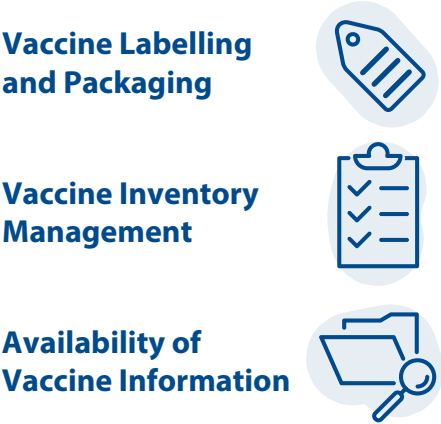 Vaccine Labelling
and Packaging
Vaccine Inventory
Management
Availability of
Vaccine Information